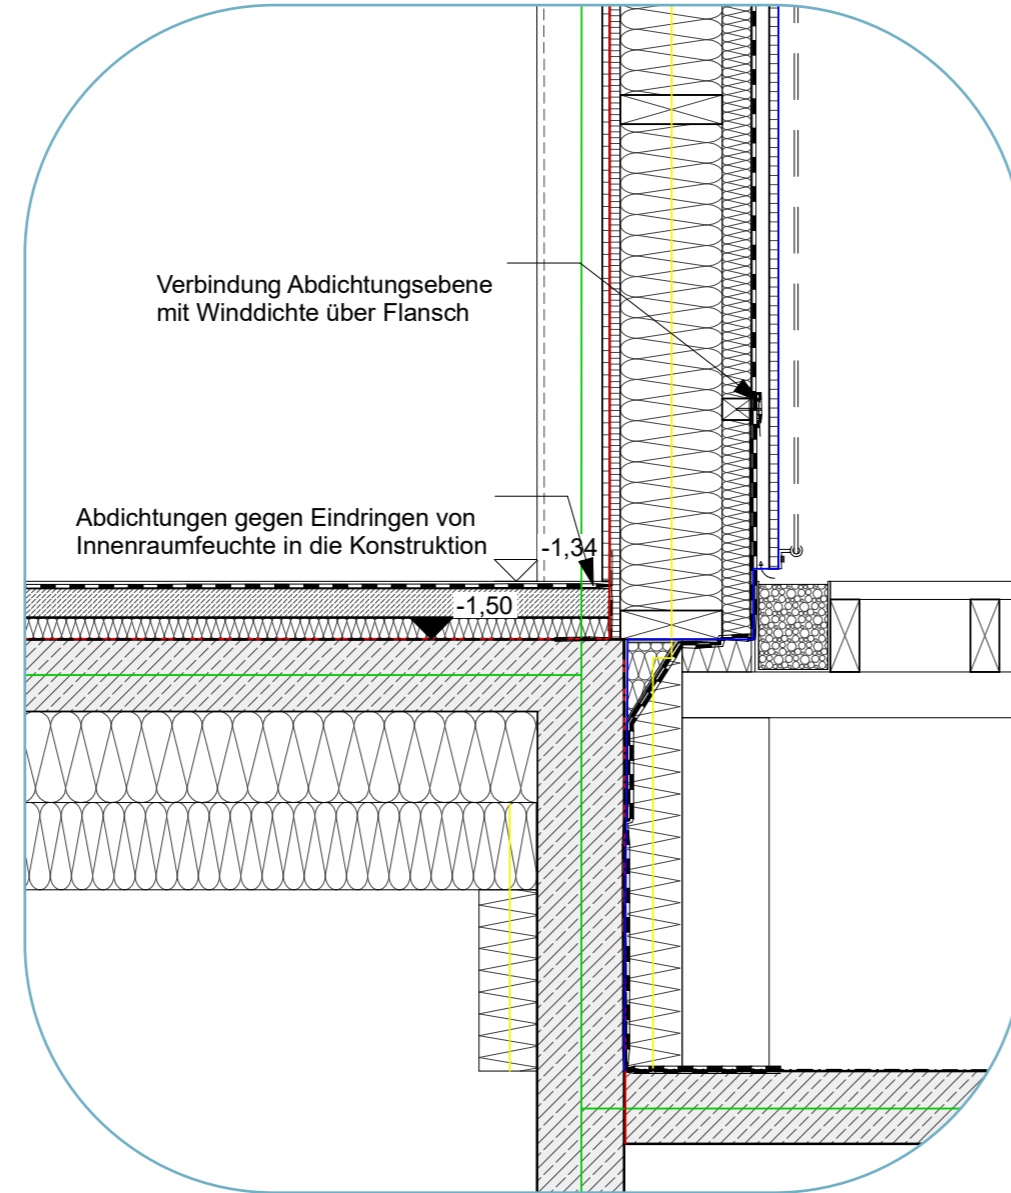 Verbindung Abdichtungsebene
mit Winddichte über Flansch
Abdichtungen gegen Eindringen von
Innenraumfeuchte in die Konstruktion
-1,34
-1,50